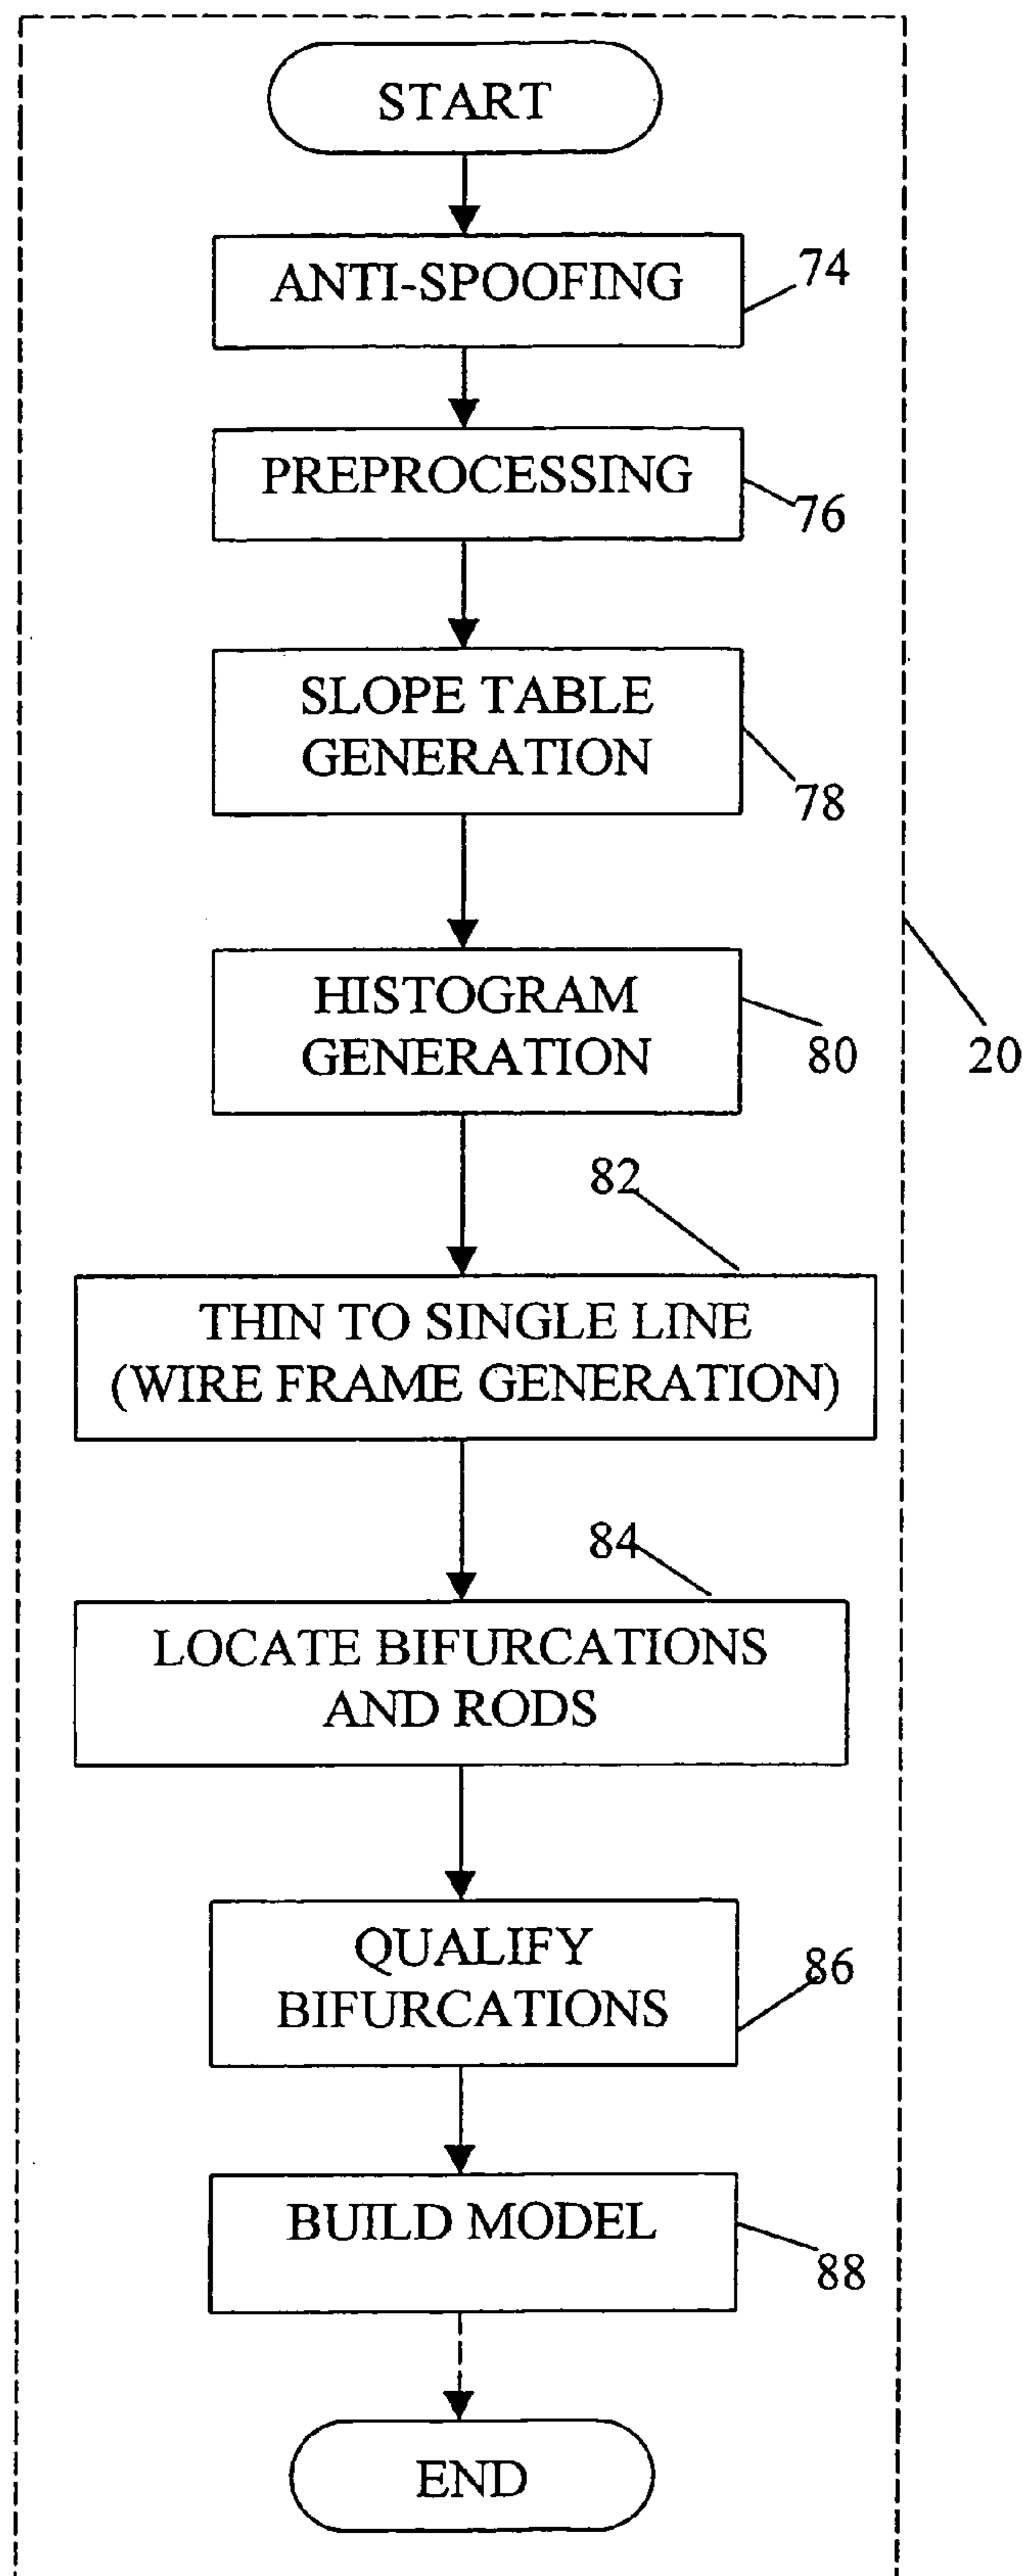 START
ANTI-SPOOFING
74
PREPROCESSING
76
SLOPE TABLE
GENERATION
78
HISTOGRAM
GENERATION
80
20
82
THIN TO SINGLE LINE
(WIRE FRAME GENERATION)
84
LOCATE BIFURCATIONS
AND RODS
QUALIFY
BIFURCATIONS
86
BUILD MODEL
88
END